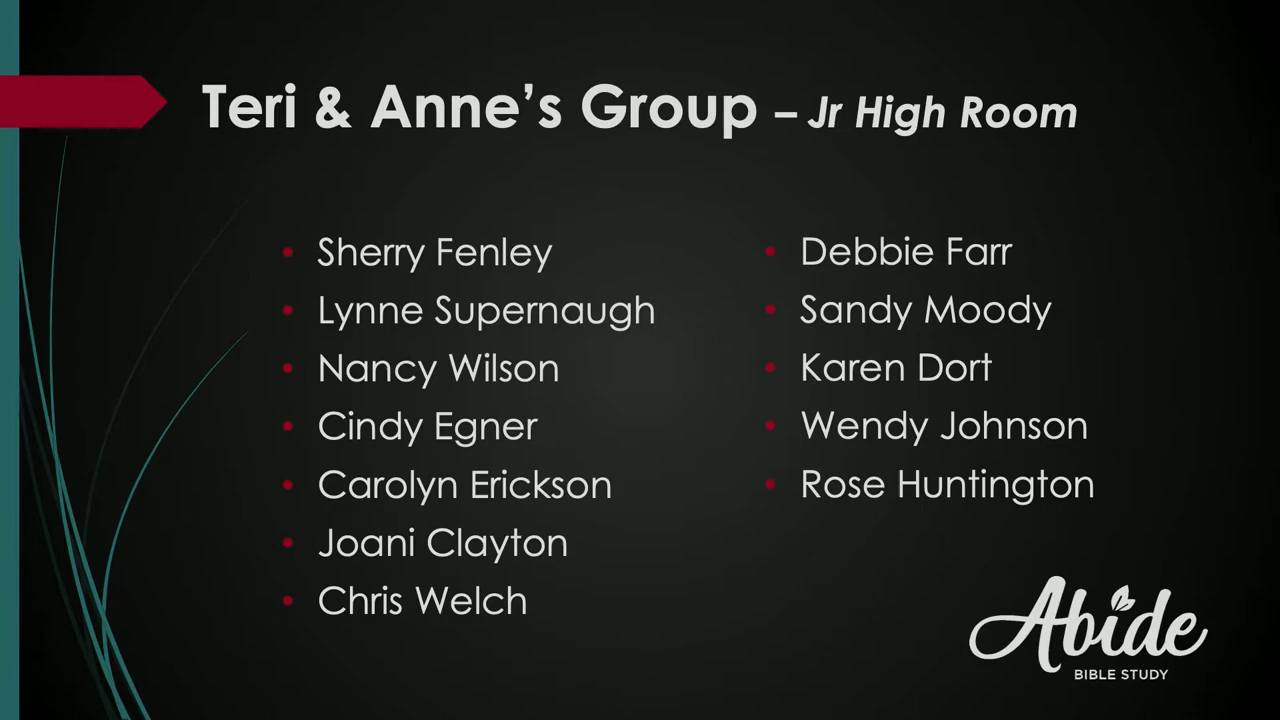 Teri & Anne’s Group – Jr High Room
• Sherry Fenley
• Lynne Supernaugh
• Nancy Wilson
• Cindy Egner
• Carolyn Erickson
• Joani Clayton
• Chris Welch
• Debbie Farr
• Sandy Moody
• Karen Dort
• Wendy Johnson
• Rose Huntington
Abide
BIBLE STUDY